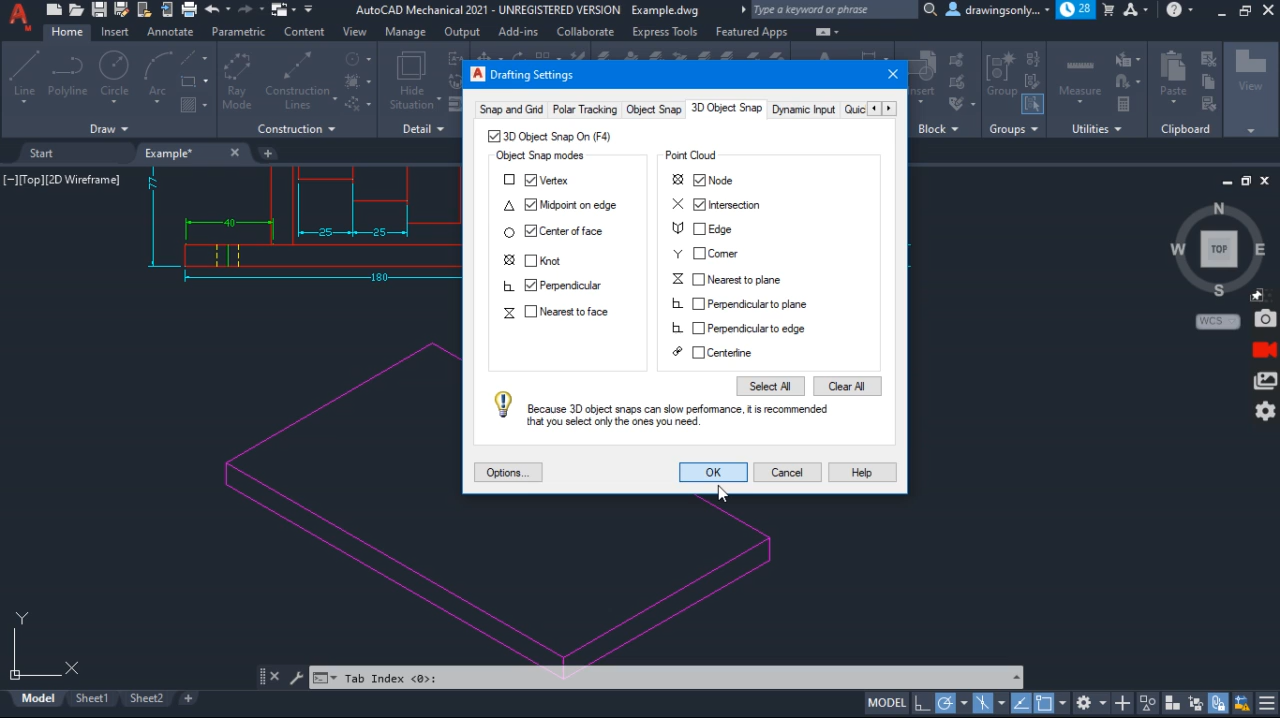 AutoCAD Mechanical 2021 - UNREGISTERED VERSION Example.dwg
Type a keyword or phrase
drawingsonly...
28
Home Insert Annotate Parametric Content View Manage Output Add-ins Collaborate Express Tools Featured Apps
Line Polyline Circle Arc
Ray Mode
Construction Lines
Hide Situation
Group
Measure
Paste
View
Draw Construction Detail Block Groups Utilities Clipboard
Start Example*
[−][Top][2D Wireframe]
77
40
25 25
180
Drafting Settings
Snap and Grid Polar Tracking Object Snap 3D Object Snap Dynamic Input Quic
3D Object Snap On (F4)
Object Snap modes
Vertex
Midpoint on edge
Center of face
Knot
Perpendicular
Nearest to face
Point Cloud
Node
Intersection
Edge
Corner
Nearest to plane
Perpendicular to plane
Perpendicular to edge
Centerline
Select All Clear All
Because 3D object snaps can slow performance, it is recommended
that you select only the ones you need.
Options... OK Cancel Help
N
W TOP E
S
WCS
Y
X
Tab Index <0>:
Model Sheet1 Sheet2
MODEL